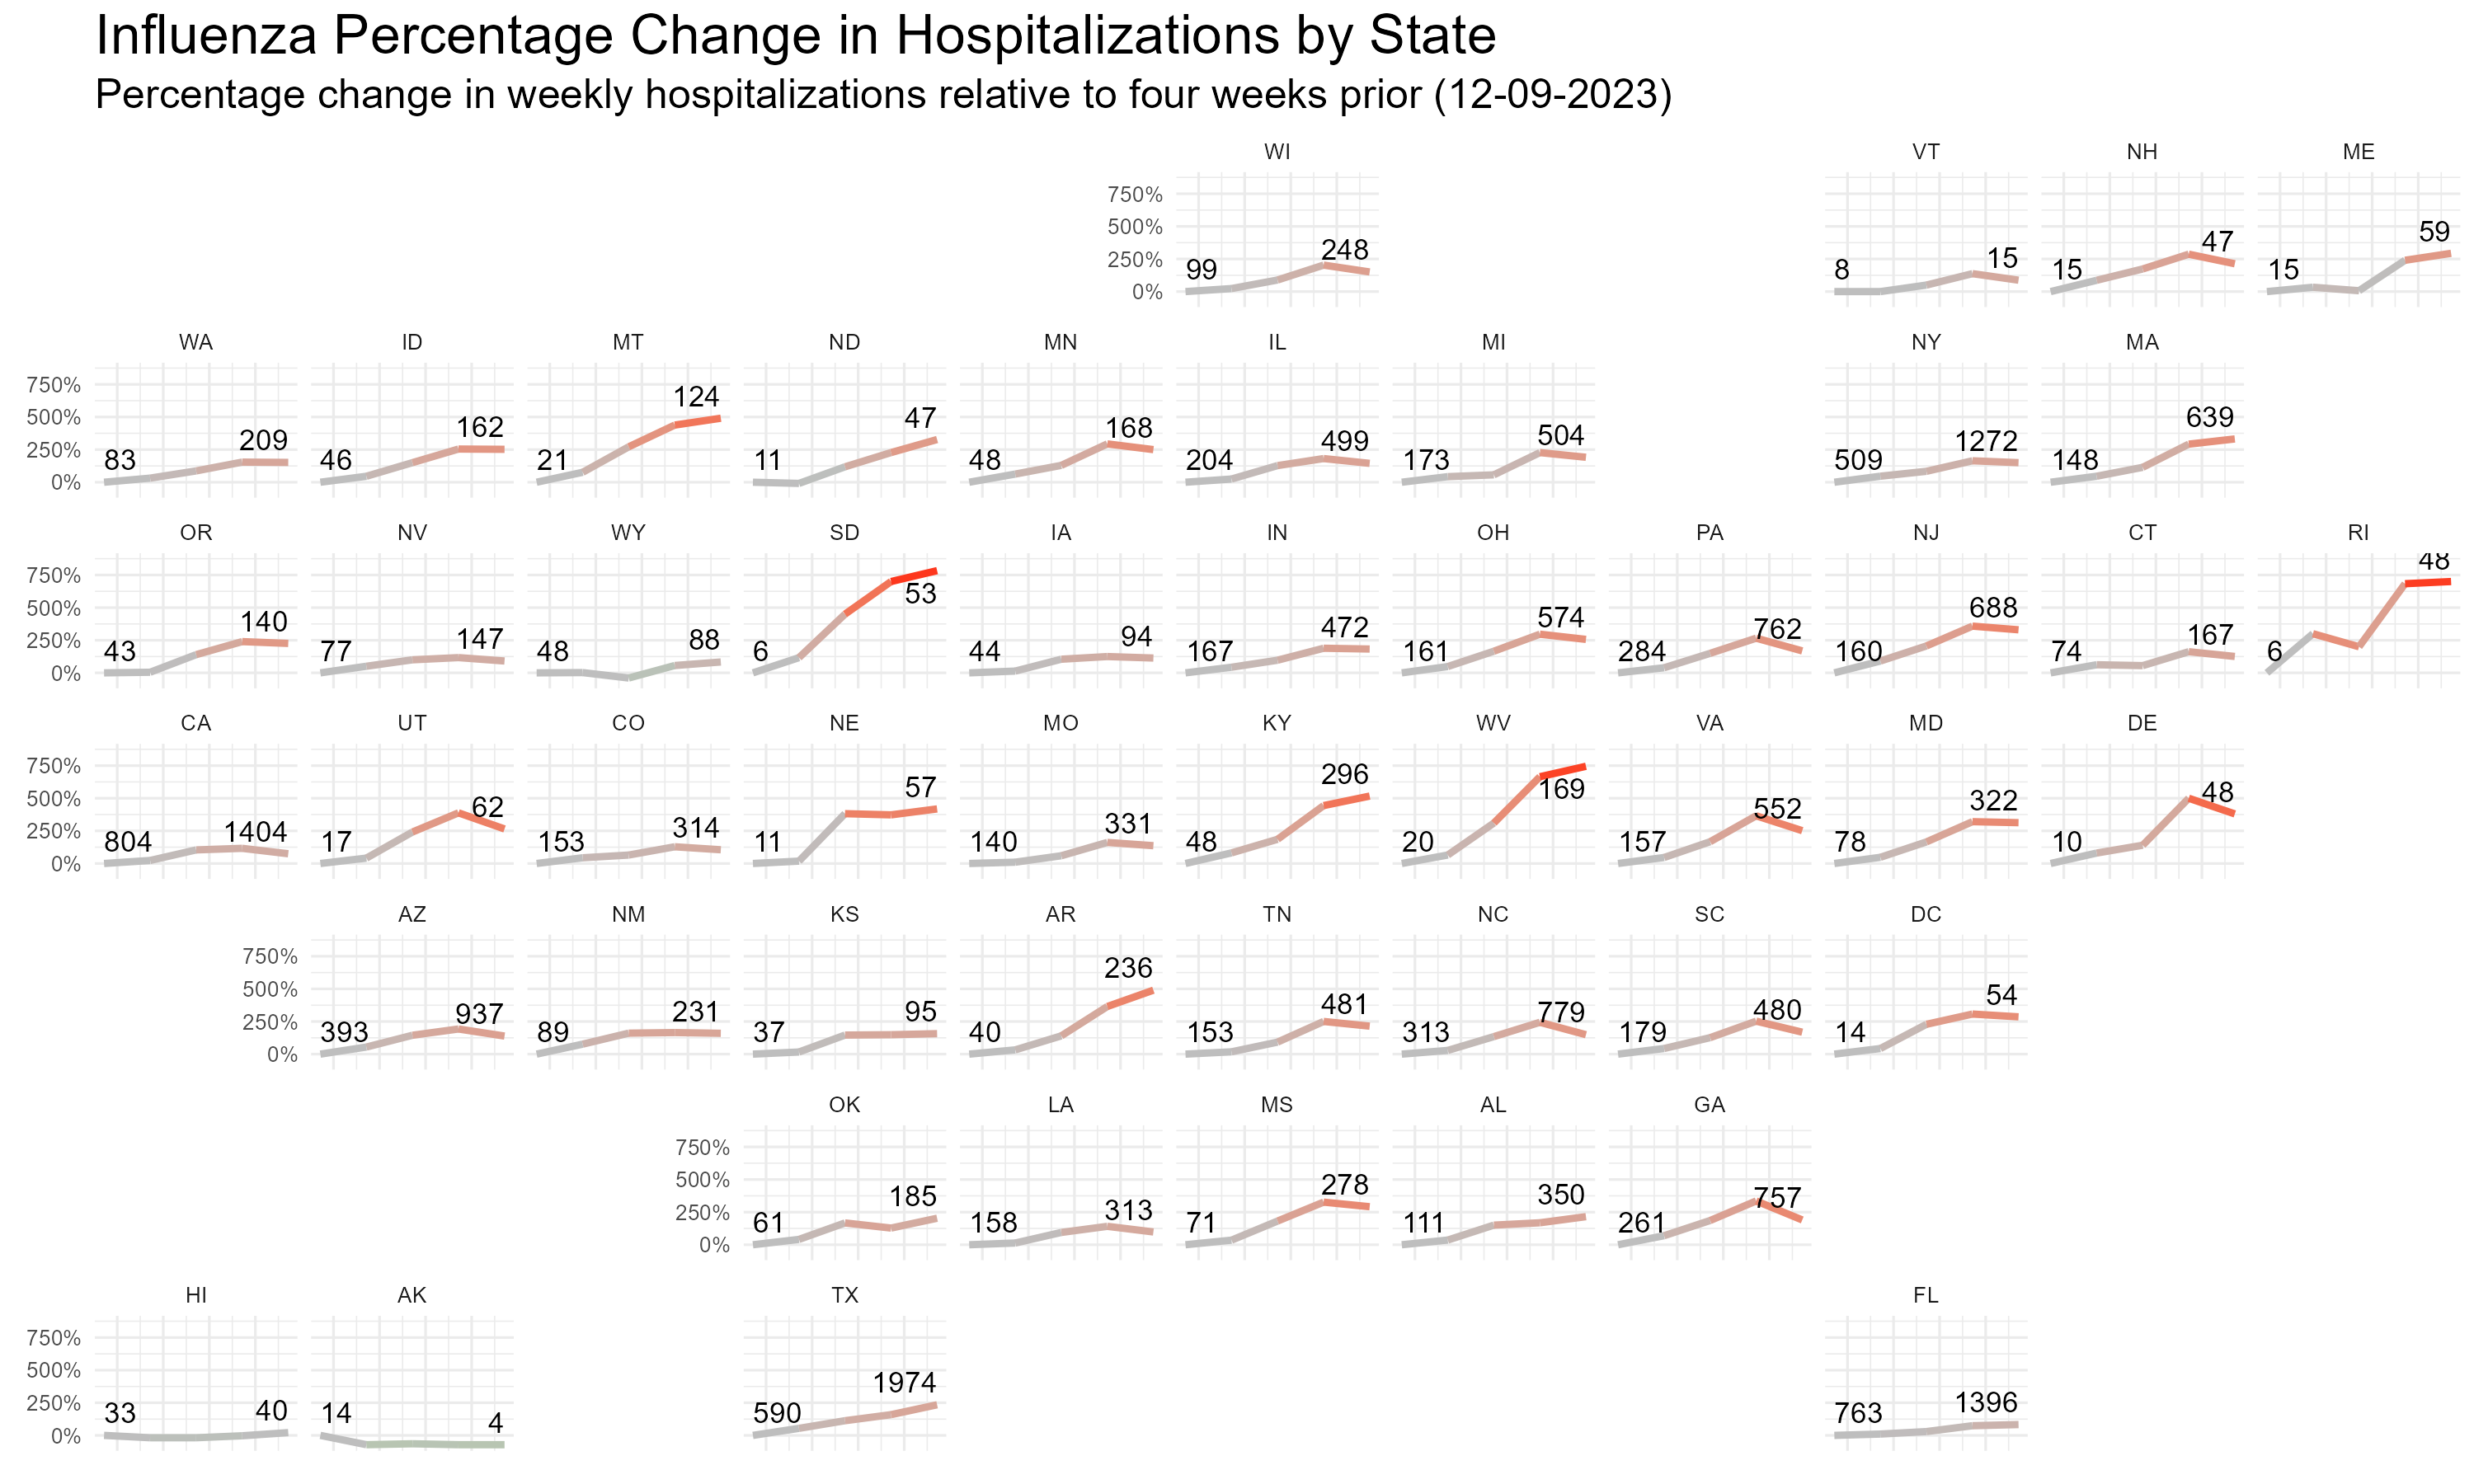 Influenza Percentage Change in Hospitalizations by State
Percentage change in weekly hospitalizations relative to four weeks prior (12-09-2023)
WI
750%
500%
250%
0%
99
248
VT
8
15
NH
15
47
ME
15
59
WA
750%
500%
250%
0%
83
209
ID
46
162
MT
21
124
ND
11
47
MN
48
168
IL
204
499
MI
173
504
NY
509
1272
MA
148
639
OR
750%
500%
250%
0%
43
140
NV
77
147
WY
48
88
SD
6
53
IA
44
94
IN
167
472
OH
161
574
PA
284
762
NJ
160
688
CT
74
167
RI
6
48
CA
750%
500%
250%
0%
804
1404
UT
17
62
CO
153
314
NE
11
57
MO
140
331
KY
48
296
WV
20
169
VA
157
552
MD
78
322
DE
10
48
AZ
750%
500%
250%
0%
393
937
NM
89
231
KS
37
95
AR
40
236
TN
153
481
NC
313
779
SC
179
480
DC
14
54
OK
750%
500%
250%
0%
61
185
LA
158
313
MS
71
278
AL
111
350
GA
261
757
HI
750%
500%
250%
0%
33
40
AK
14
4
TX
590
1974
FL
763
1396